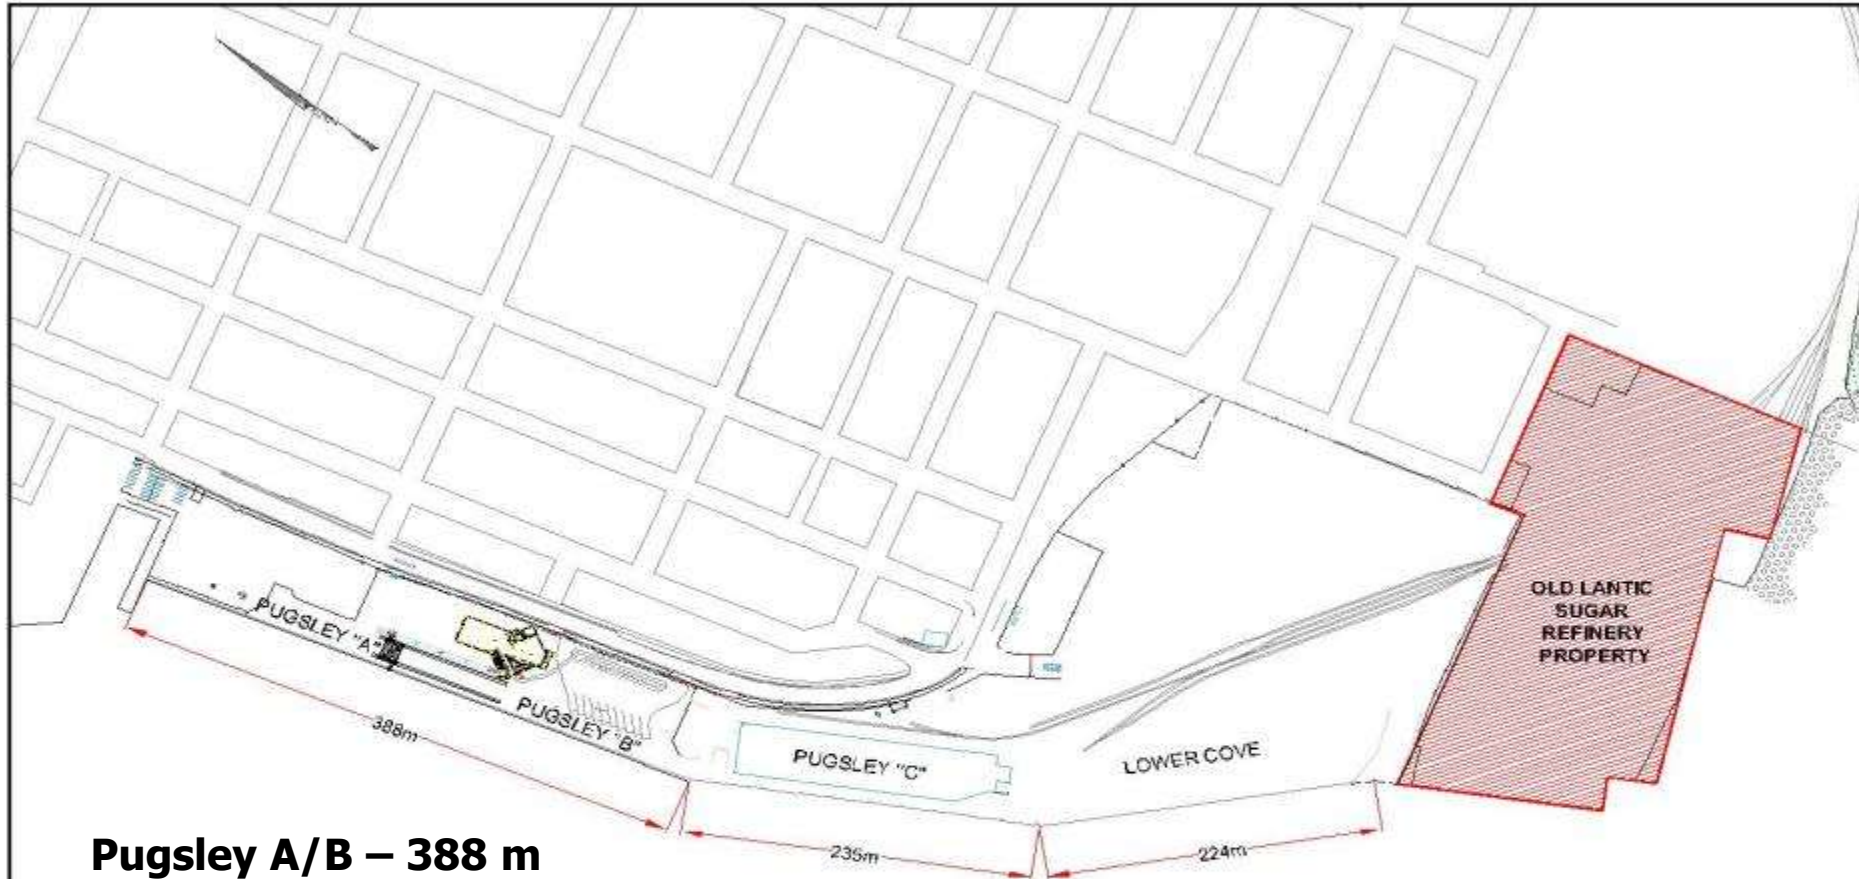 OLD LANTIC
SUGAR
REFINERY
PROPERTY
PUGSLEY "A"
PUGSLEY "B"
388m
PUGSLEY "C"
LOWER COVE
235m
224m
Pugsley A/B – 388 m